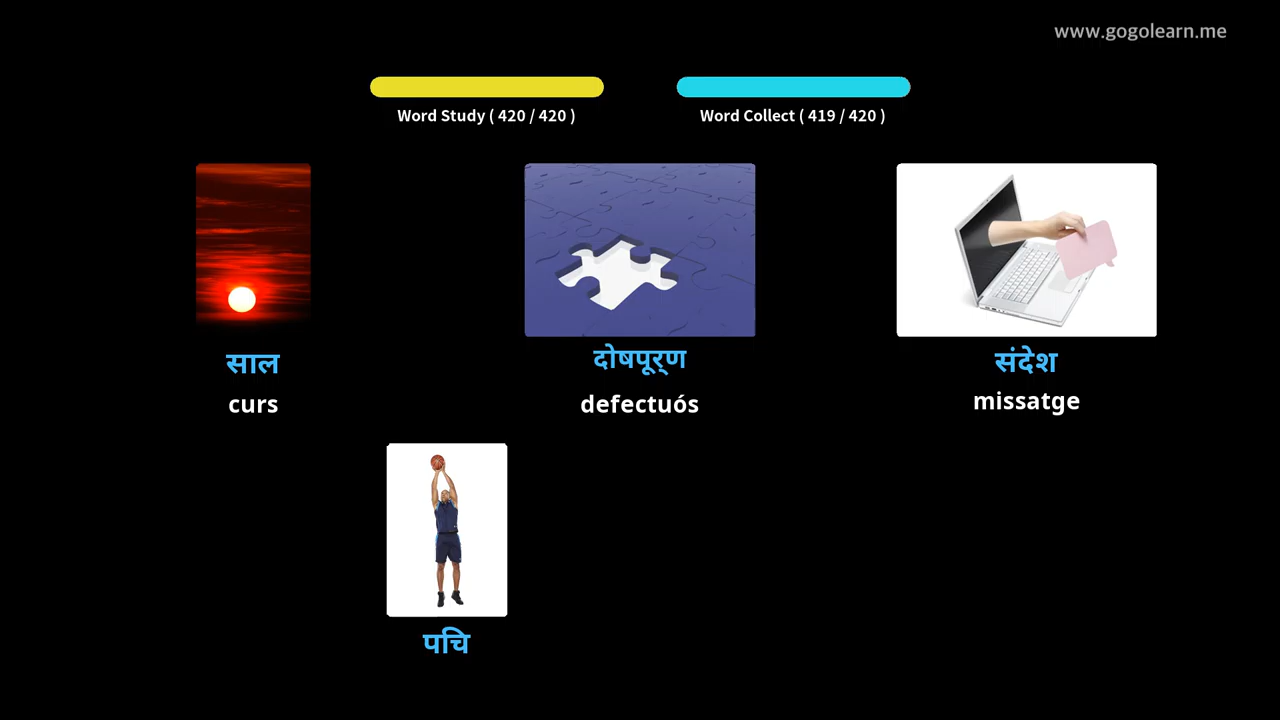 www.gogolearn.me
Word Study ( 420 / 420 )
Word Collect ( 419 / 420 )
साल
दोषपूर्ण
संदेश
curs
defectuós
missatge
पचि